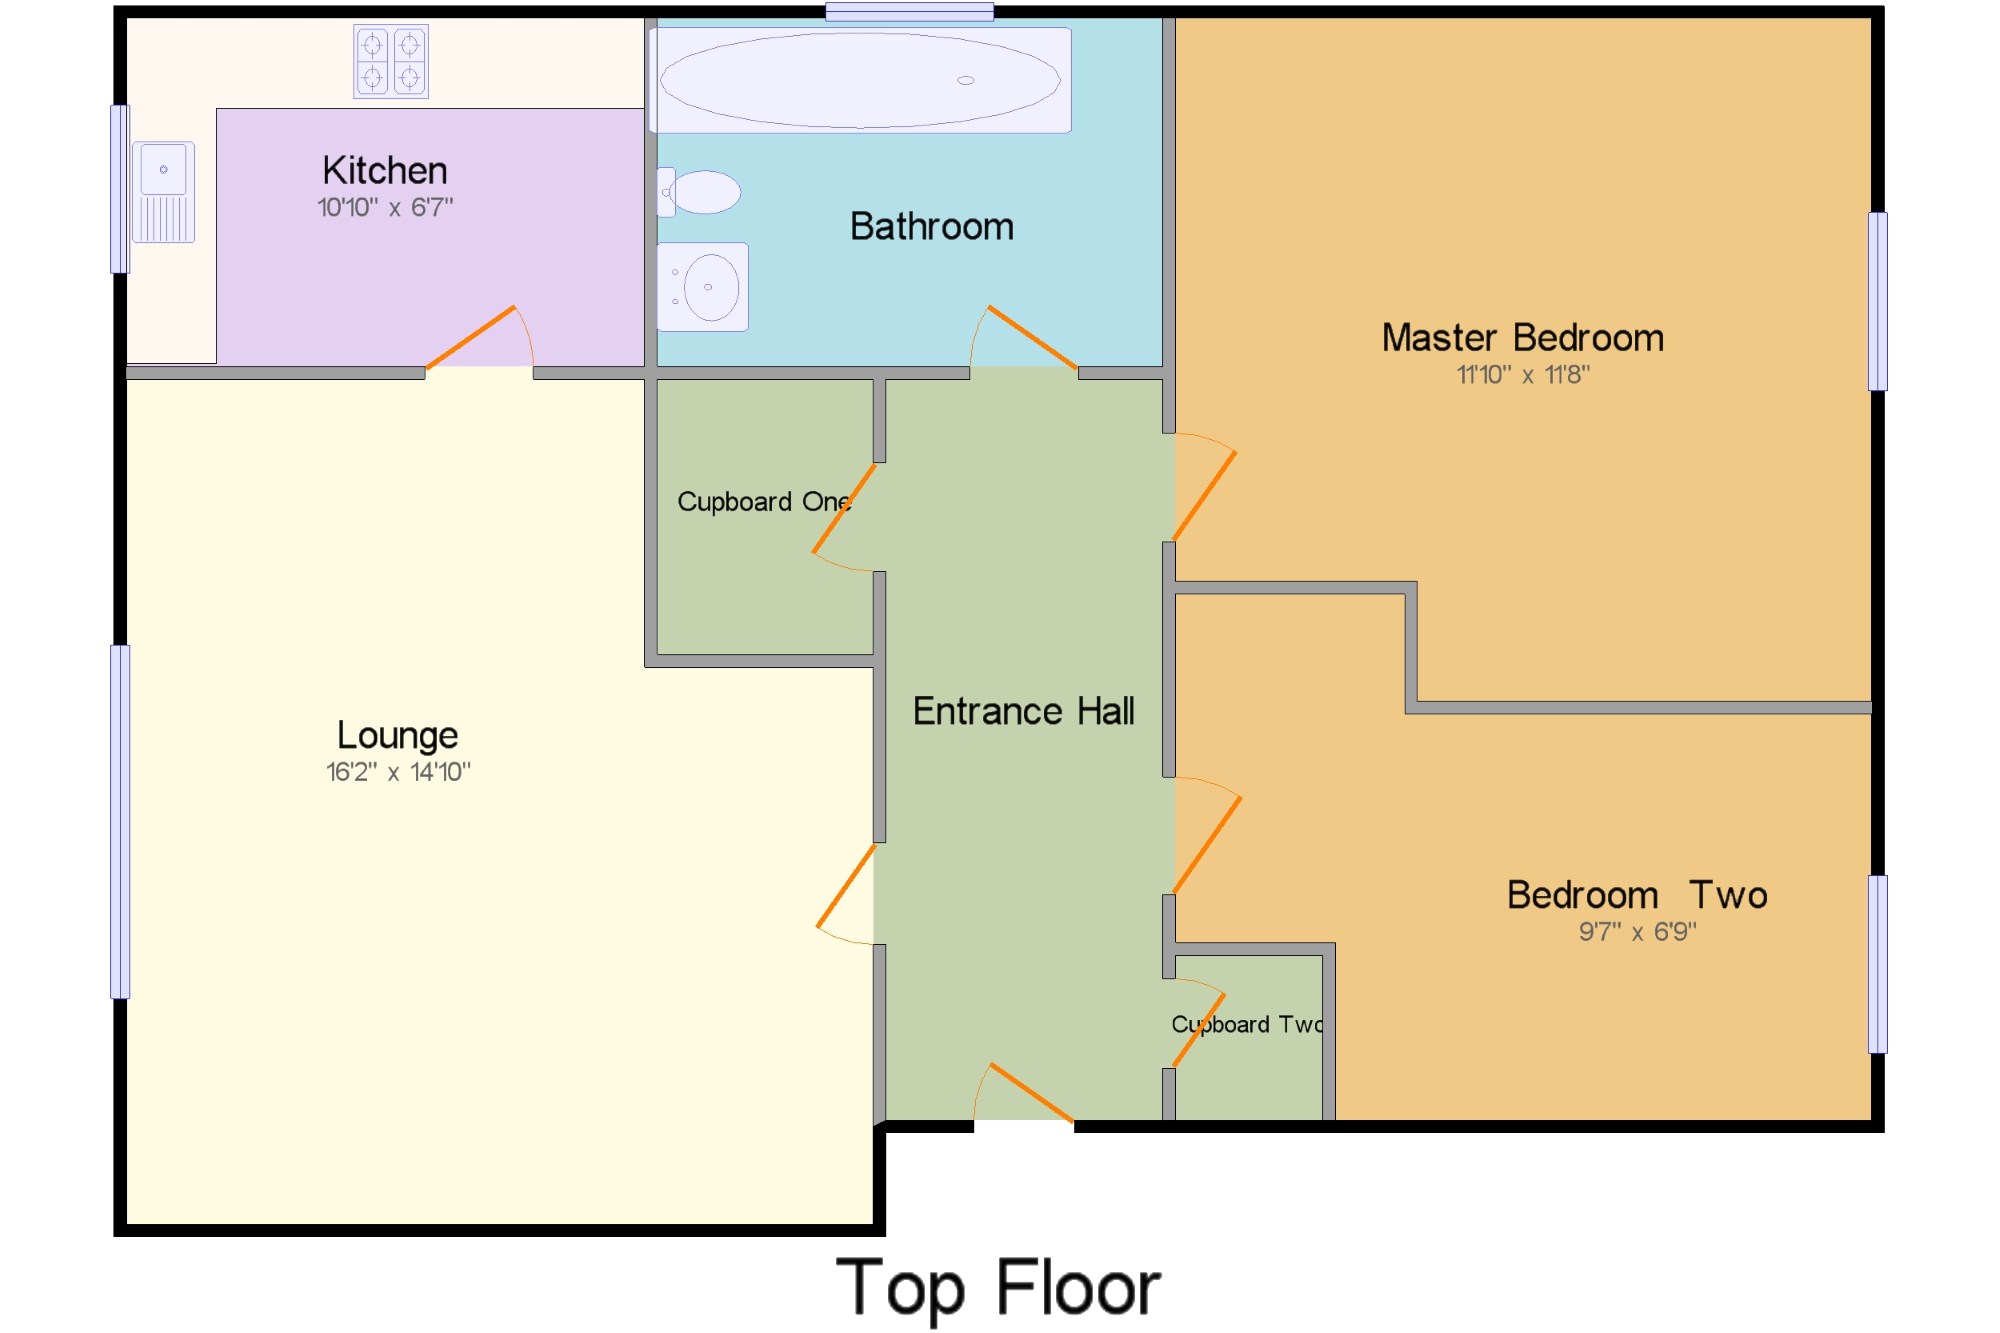 Kitchen
10'10" x 6'7"
Bathroom
Master Bedroom
11'10" x 11'8"
Cupboard One
Entrance Hall
Lounge
16'2" x 14'10"
Bedroom Two
9'7" x 6'9"
Cupboard Two
Top Floor